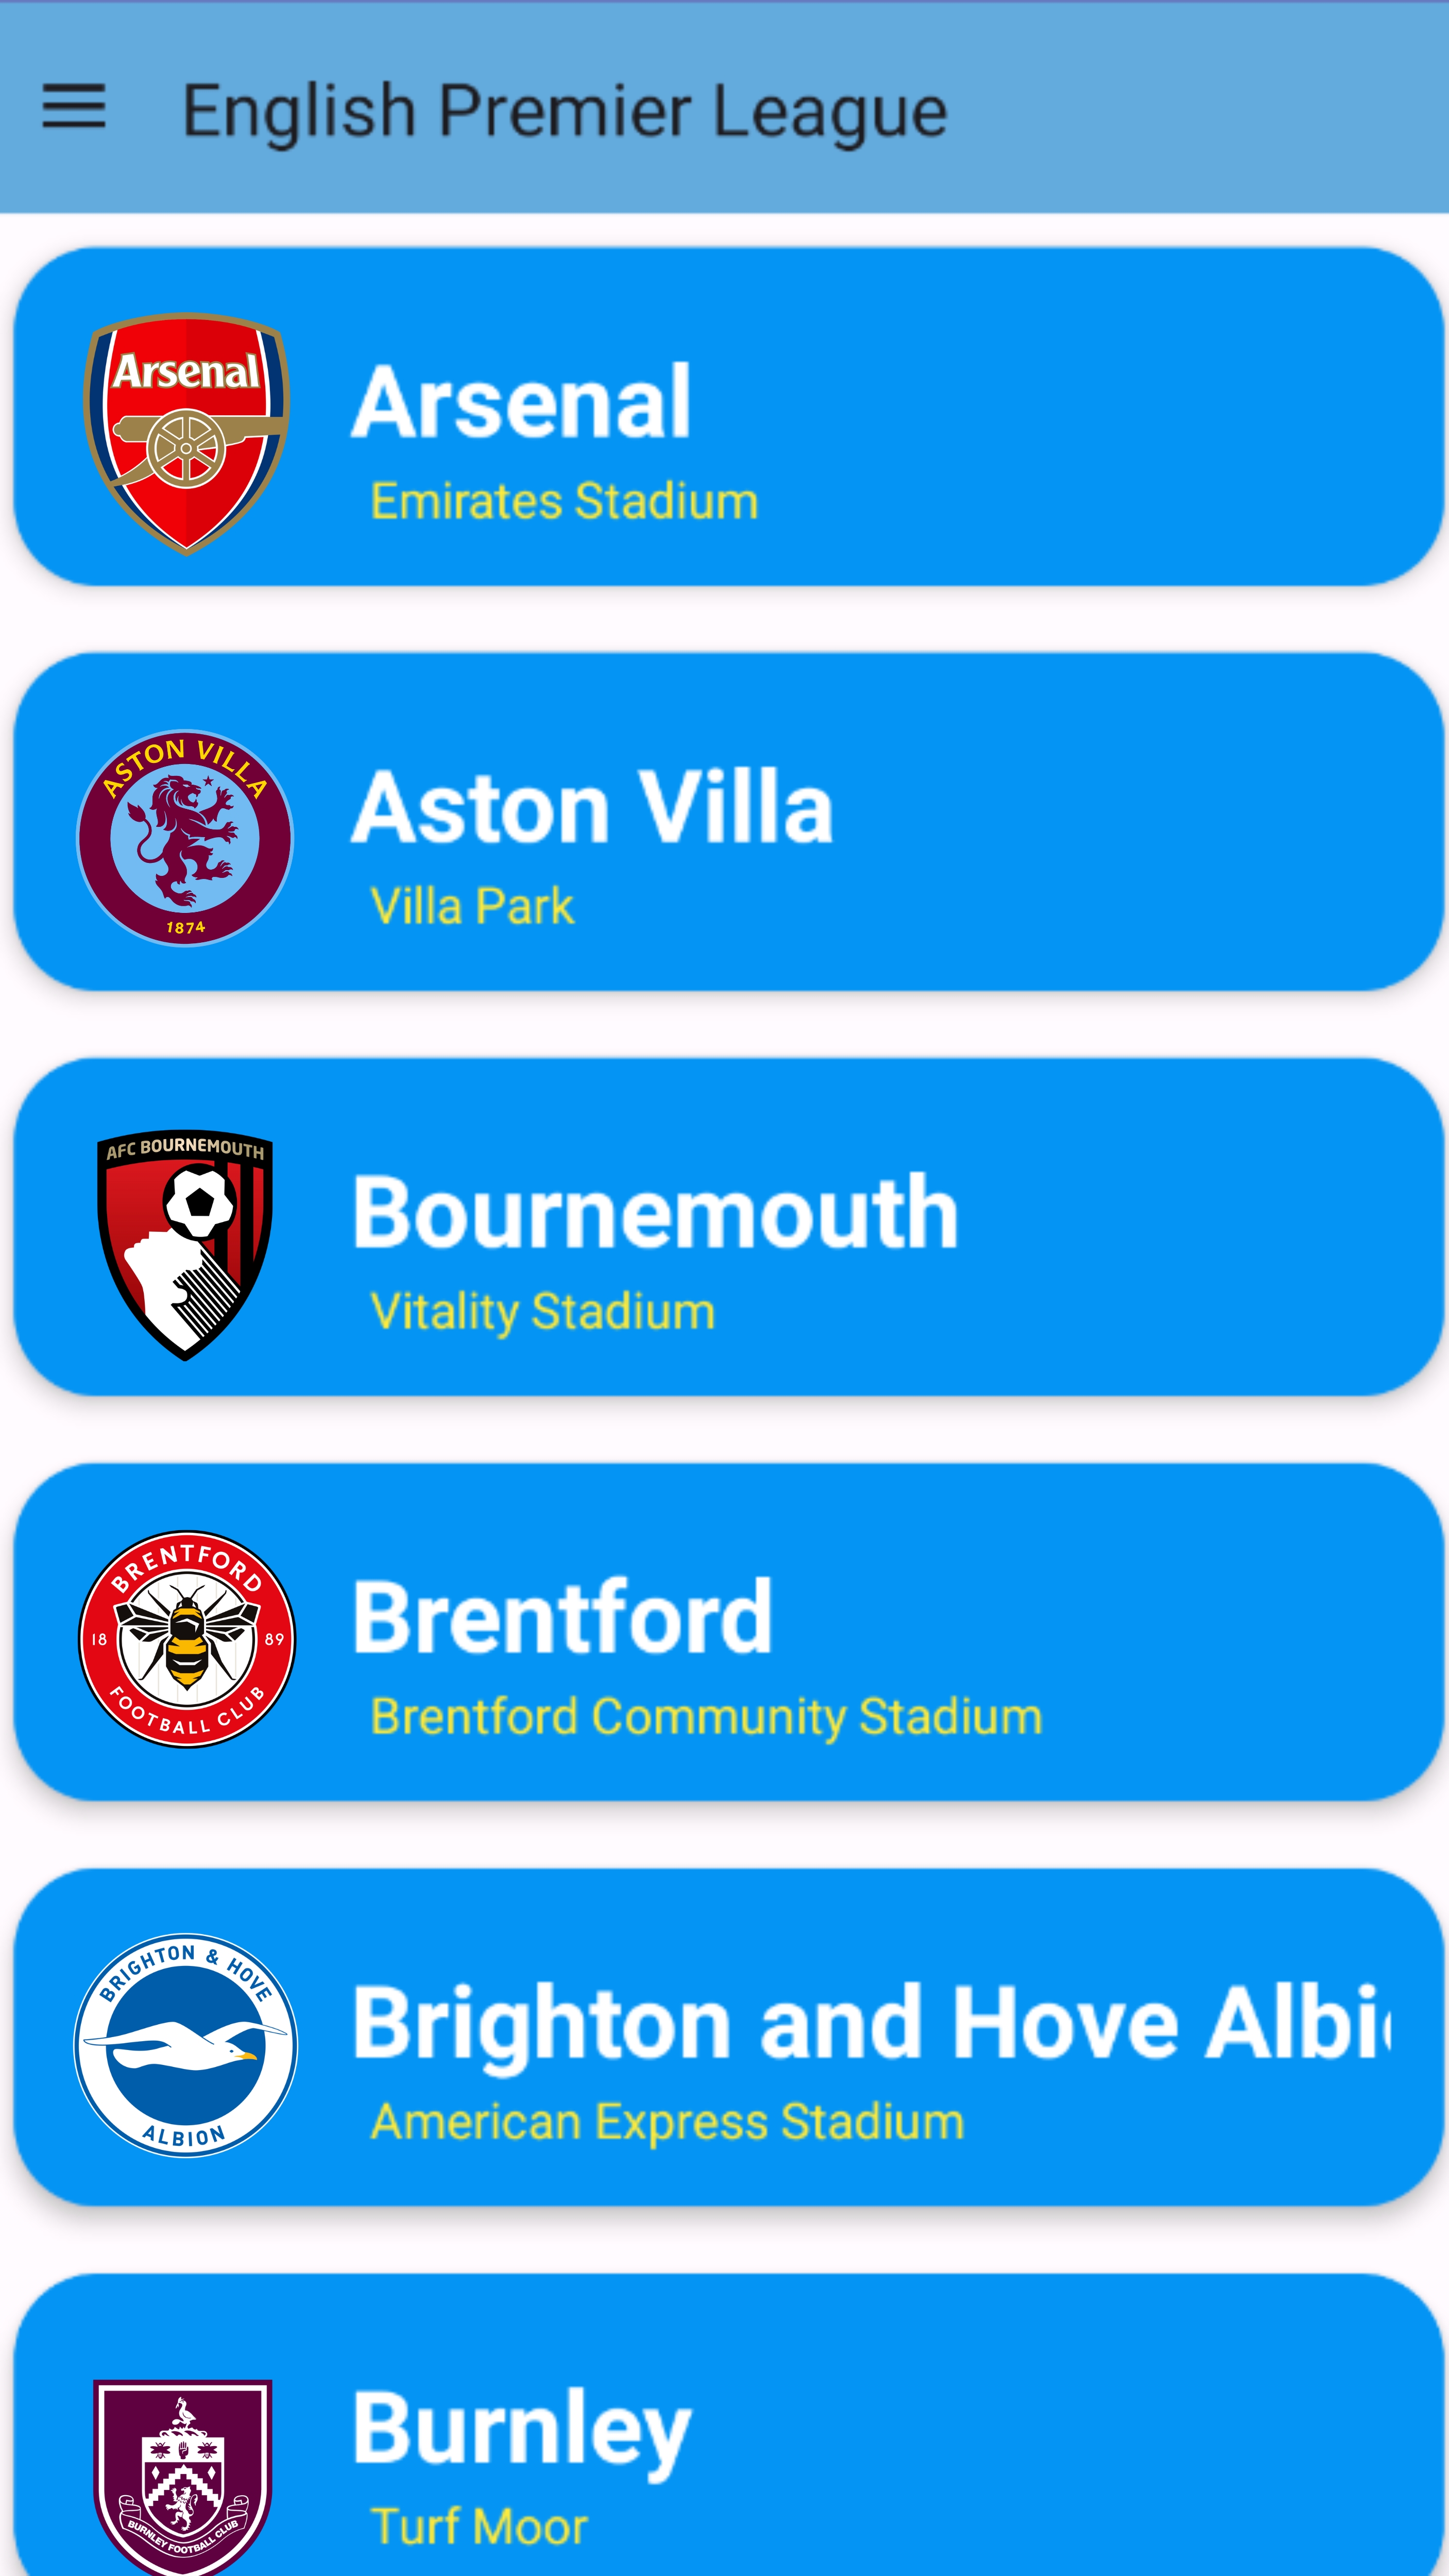 English Premier League
Arsenal
Arsenal
Emirates Stadium
ASTON VILLA
1874
Aston Villa
Villa Park
AFC BOURNEMOUTH
Bournemouth
Vitality Stadium
BRENTFORD
18 89
FOOTBALL CLUB
Brentford
Brentford Community Stadium
BRIGHTON & HOVE
ALBION
Brighton and Hove Albi
American Express Stadium
BURNLEY FOOTBALL CLUB
Burnley
Turf Moor